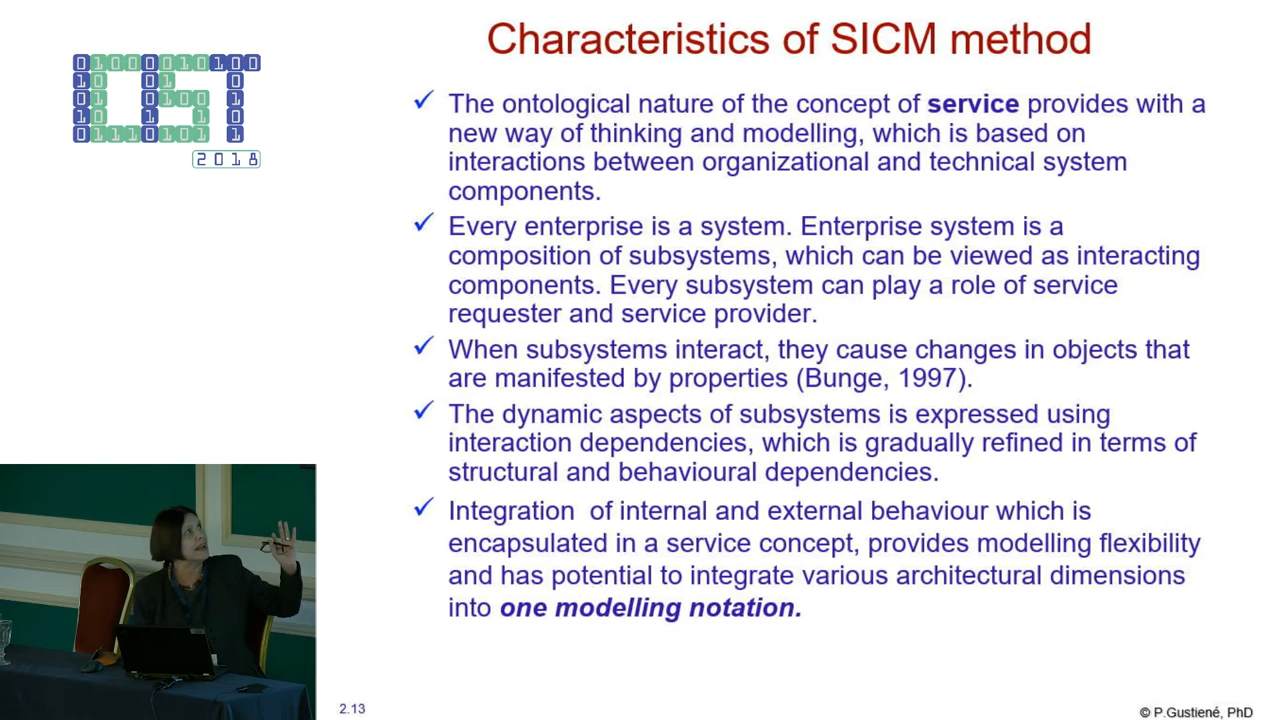 Characteristics of SICM method
0100001010100
2018
✓ The ontological nature of the concept of service provides with a
new way of thinking and modelling, which is based on
interactions between organizational and technical system
components.
✓ Every enterprise is a system. Enterprise system is a
composition of subsystems, which can be viewed as interacting
components. Every subsystem can play a role of service
requester and service provider.
✓ When subsystems interact, they cause changes in objects that
are manifested by properties (Bunge, 1997).
✓ The dynamic aspects of subsystems is expressed using
interaction dependencies, which is gradually refined in terms of
structural and behavioural dependencies.
✓ Integration of internal and external behaviour which is
encapsulated in a service concept, provides modelling flexibility
and has potential to integrate various architectural dimensions
into one modelling notation.
2.13
© P.Gustiené, PhD